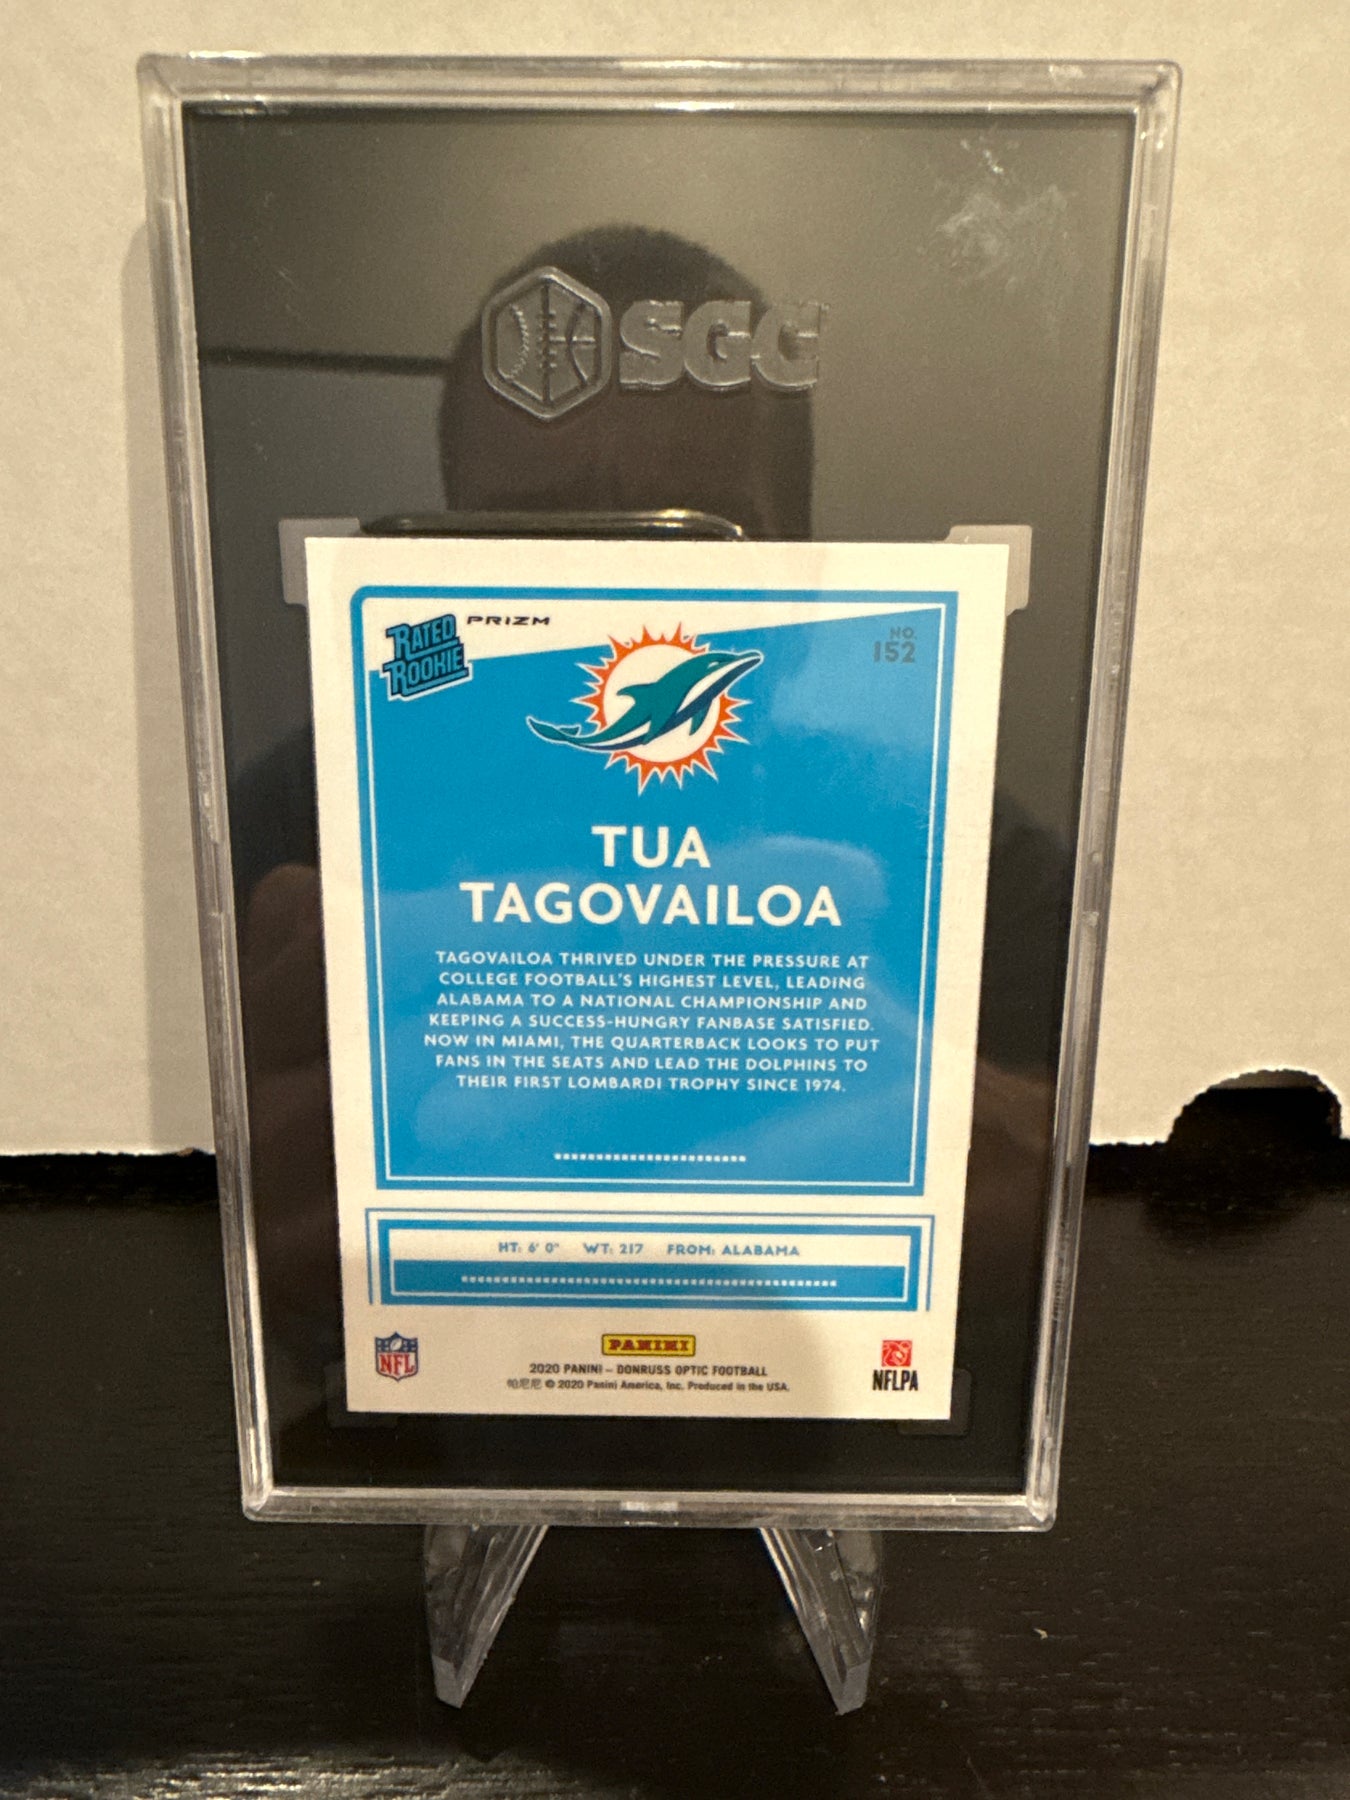 SGC
RATED
ROOKIE
PRIZM
NO.
152
TUA
TAGOVAILOA
TAGOVAILOA THRIVED UNDER THE PRESSURE AT
COLLEGE FOOTBALL'S HIGHEST LEVEL, LEADING
ALABAMA TO A NATIONAL CHAMPIONSHIP AND
KEEPING A SUCCESS-HUNGRY FANBASE SATISFIED.
NOW IN MIAMI, THE QUARTERBACK LOOKS TO PUT
FANS IN THE SEATS AND LEAD THE DOLPHINS TO
THEIR FIRST LOMBARDI TROPHY SINCE 1974.
HT: 6' 0" WT: 217 FROM: ALABAMA
NFL
PANINI
2020 PANINI – DONRUSS OPTIC FOOTBALL
帕尼尼 © 2020 Panini America, Inc. Produced in the USA.
NFLPA